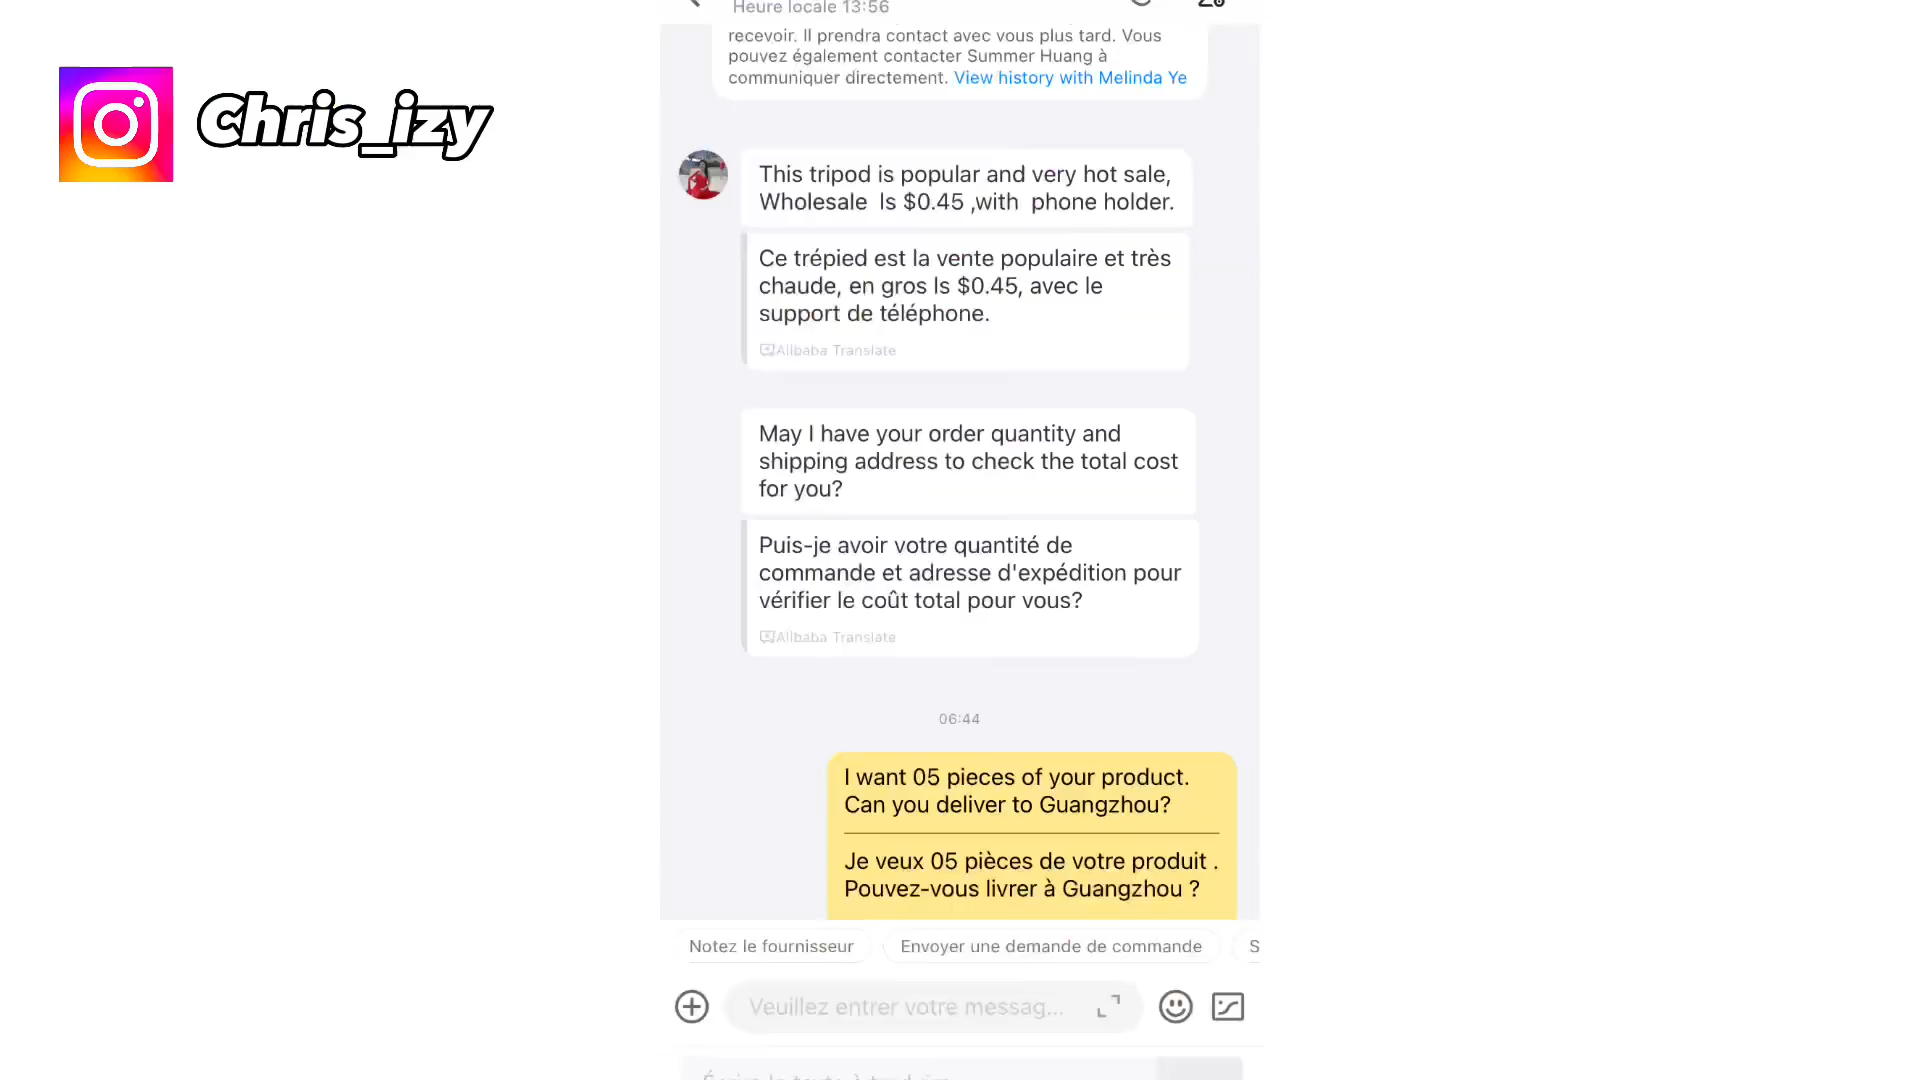 Chris_izy
Heure locale 13:56
recevoir. Il prendra contact avec vous plus tard. Vous
pouvez également contacter Summer Huang à
communiquer directement. View history with Melinda Ye
This tripod is popular and very hot sale,
Wholesale Is $0.45 ,with phone holder.
Ce trépied est la vente populaire et très
chaude, en gros Is $0.45, avec le
support de téléphone.
Alibaba Translate
May I have your order quantity and
shipping address to check the total cost
for you?
Puis-je avoir votre quantité de
commande et adresse d'expédition pour
vérifier le coût total pour vous?
Alibaba Translate
06:44
I want 05 pieces of your product.
Can you deliver to Guangzhou?
Je veux 05 pièces de votre produit .
Pouvez-vous livrer à Guangzhou ?
Notez le fournisseur
Envoyer une demande de commande
S
Veuillez entrer votre messag...